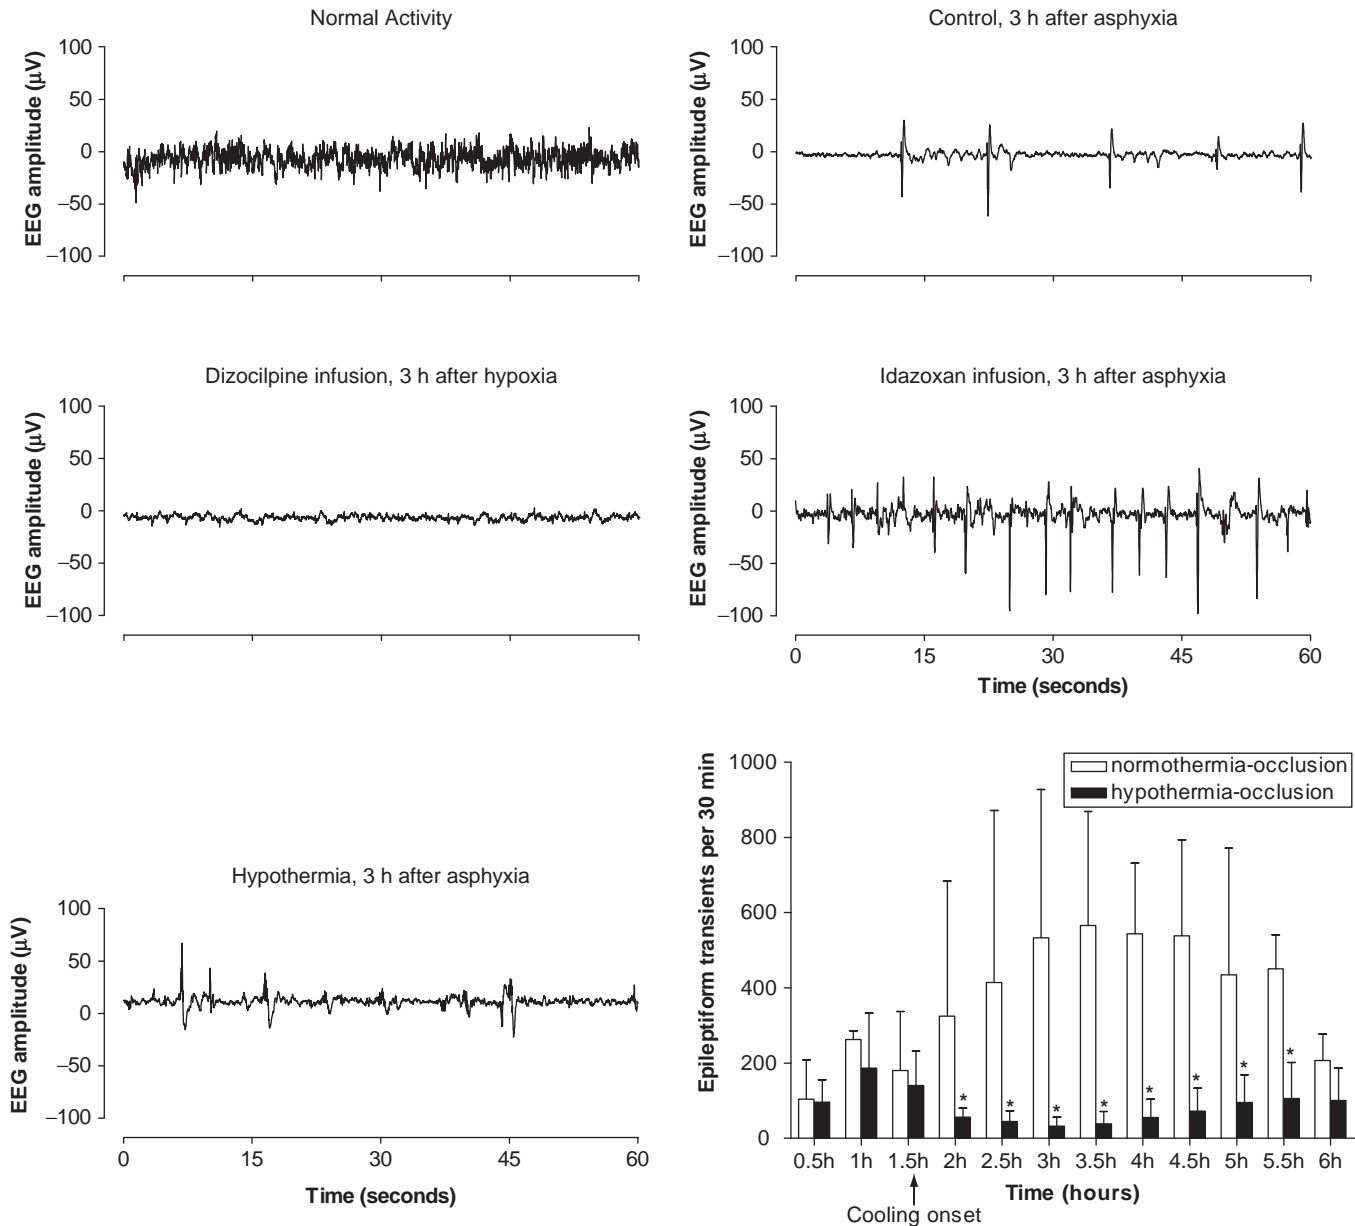 Normal Activity
EEG amplitude (μV)
100
50
0
–50
–100
Control, 3 h after asphyxia
EEG amplitude (μV)
100
50
0
–50
–100
Dizocilpine infusion, 3 h after hypoxia
EEG amplitude (μV)
100
50
0
–50
–100
Idazoxan infusion, 3 h after asphyxia
EEG amplitude (μV)
100
50
0
–50
–100
0 15 30 45 60
Time (seconds)
Hypothermia, 3 h after asphyxia
EEG amplitude (μV)
100
50
0
–50
–100
0 15 30 45 60
Time (seconds)
Epileptiform transients per 30 min
1000
800
600
400
200
0
normothermia-occlusion
hypothermia-occlusion
* * * * * * * *
0.5h 1h 1.5h 2h 2.5h 3h 3.5h 4h 4.5h 5h 5.5h 6h
Time (hours)
Cooling onset